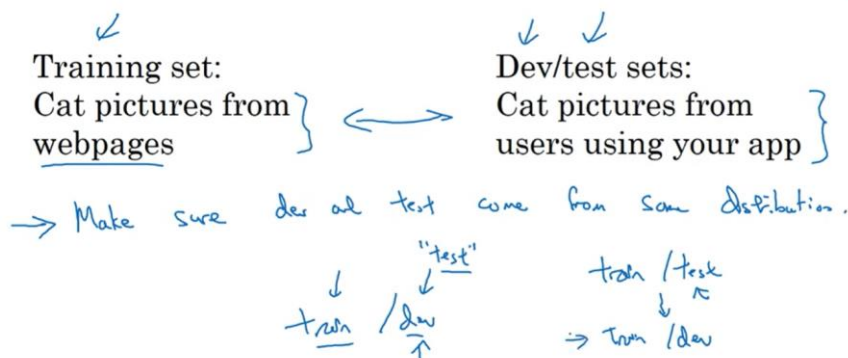 Training set:
Cat pictures from
webpages
Dev/test sets:
Cat pictures from
users using your app
→ Make sure dev and test come from same distribution.
"test"
train / dev
train / test
→ train / dev